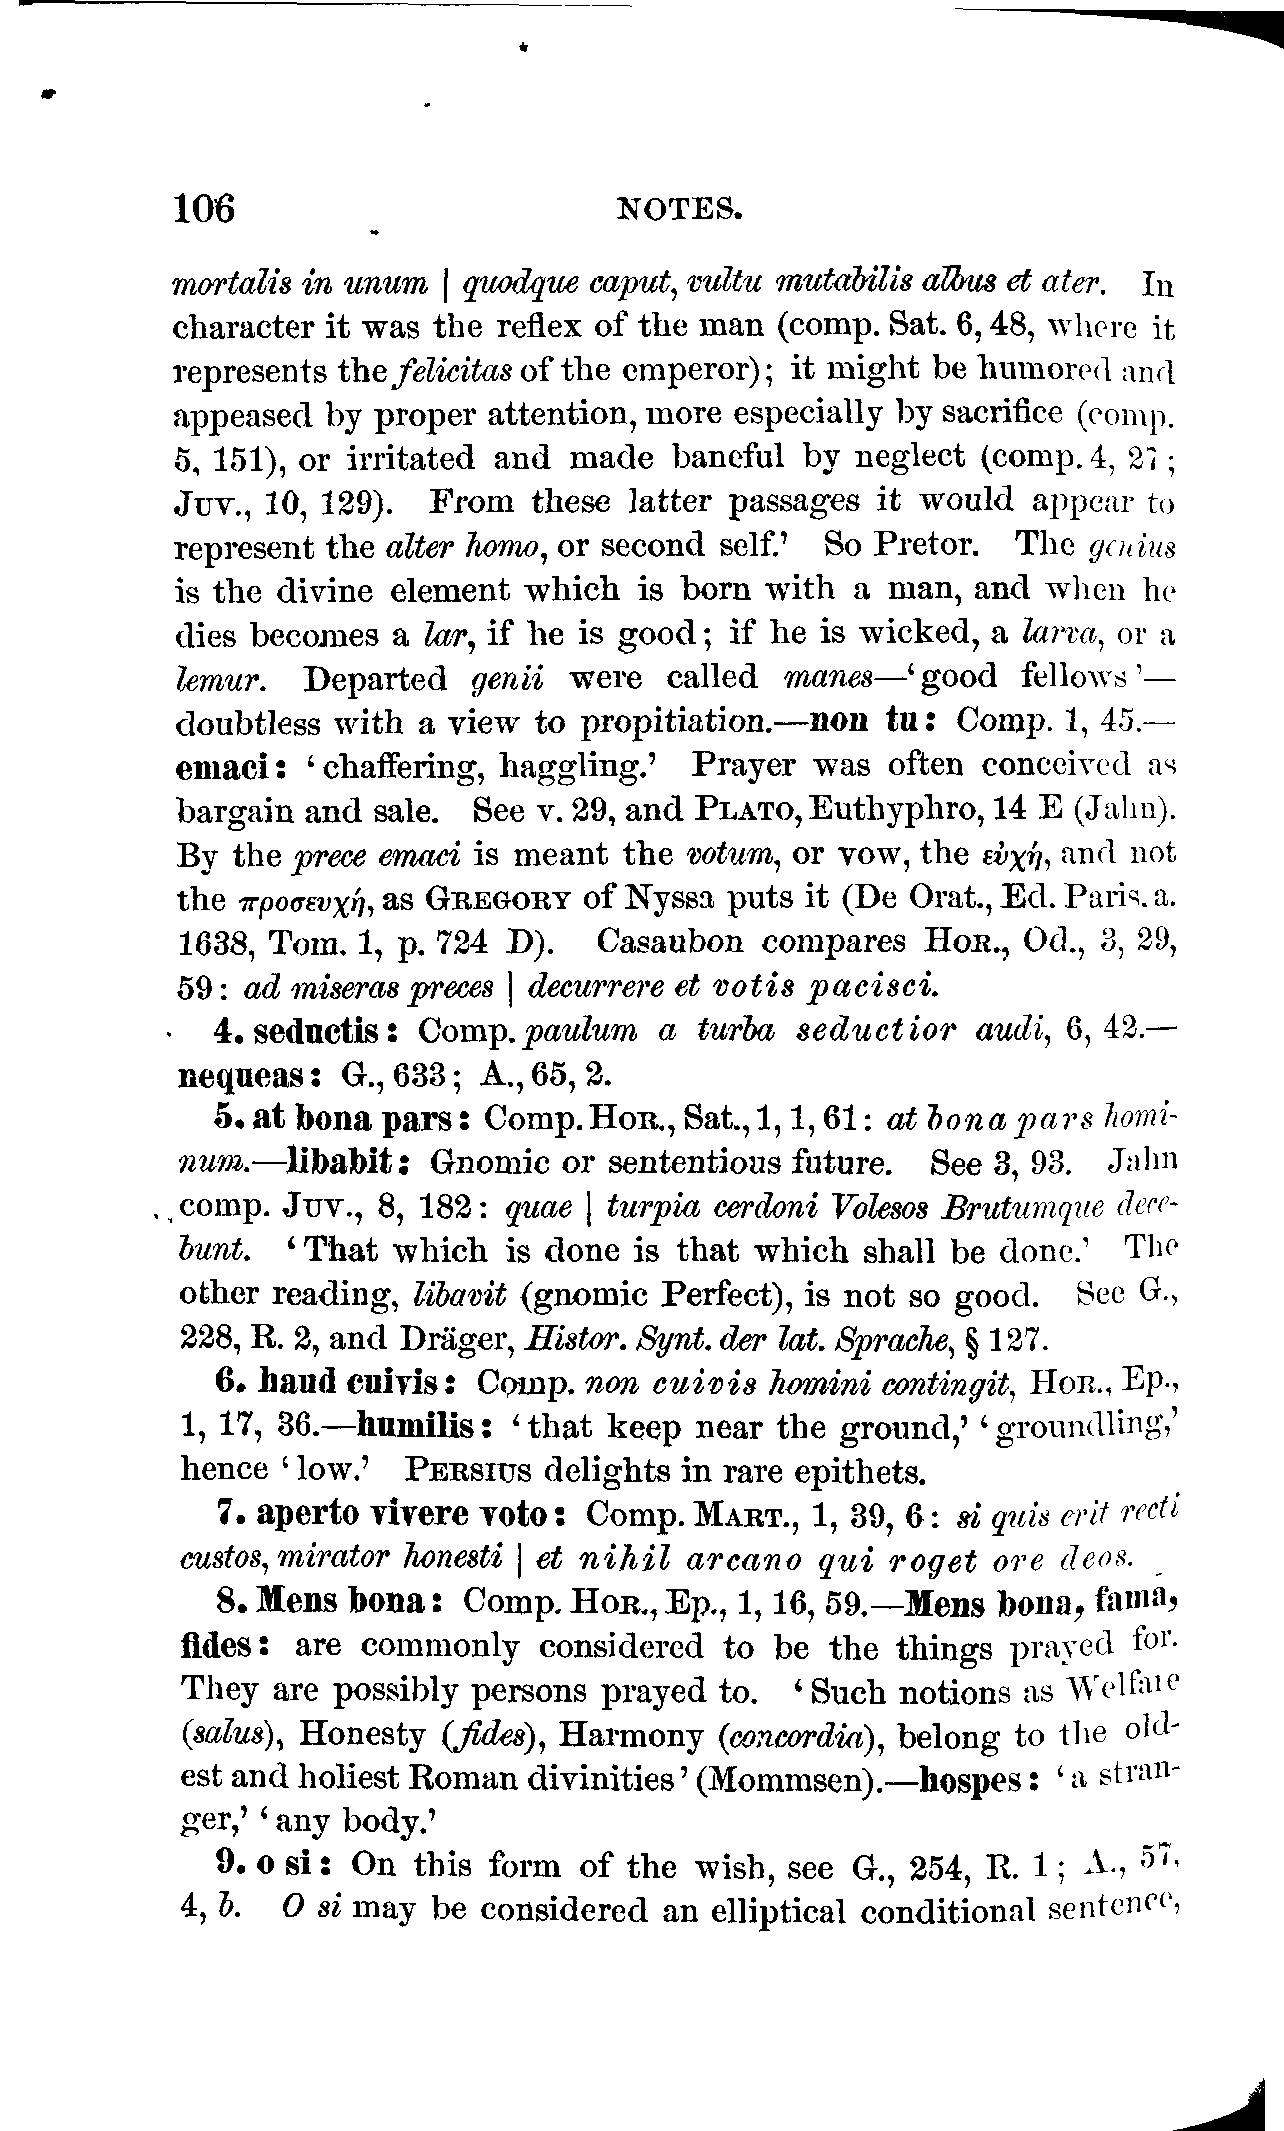 106 NOTES.
mortalis in unum | quodque caput, vultu mutabilis albus et ater. In
character it was the reflex of the man (comp. Sat. 6, 48, where it
represents the felicitas of the emperor); it might be humored and
appeased by proper attention, more especially by sacrifice (comp.
5, 151), or irritated and made baneful by neglect (comp. 4, 27;
JUV., 10, 129). From these latter passages it would appear to
represent the alter homo, or second self.’ So Pretor. The genius
is the divine element which is born with a man, and when he
dies becomes a lar, if he is good; if he is wicked, a larva, or a
lemur. Departed genii were called manes—‘good fellows’—
doubtless with a view to propitiation.—non tu: Comp. 1, 45.—
emaci: ‘chaffering, haggling.’ Prayer was often conceived as
bargain and sale. See v. 29, and PLATO, Euthyphro, 14 E (Jahn).
By the prece emaci is meant the votum, or vow, the εὐχή, and not
the προσευχή, as GREGORY of Nyssa puts it (De Orat., Ed. Paris. a.
1638, Tom. 1, p. 724 D). Casaubon compares HOR., Od., 3, 29,
59: ad miseras preces | decurrere et votis pacisci.
4. seductis: Comp. paulum a turba seductior audi, 6, 42.—
nequeas: G., 633; A., 65, 2.
5. at bona pars: Comp. HOR., Sat., 1, 1, 61: at bona pars homi-
num.—libabit: Gnomic or sententious future. See 3, 93. Jahn
comp. JUV., 8, 182: quae | turpia cerdoni Volesos Brutumque dece-
bunt. ‘That which is done is that which shall be done.’ The
other reading, libavit (gnomic Perfect), is not so good. See G.,
228, R. 2, and Dräger, Histor. Synt. der lat. Sprache, § 127.
6. haud cuivis: Comp. non cuivis homini contingit, HOR., Ep.,
1, 17, 36.—humilis: ‘that keep near the ground,’ ‘groundling,’
hence ‘low.’ PERSIUS delights in rare epithets.
7. aperto vivere voto: Comp. MART., 1, 39, 6: si quis erit recti
custos, mirator honesti | et nihil arcano qui roget ore deos.
8. Mens bona: Comp. HOR., Ep., 1, 16, 59.—Mens bona, fama,
fides: are commonly considered to be the things prayed for.
They are possibly persons prayed to. ‘Such notions as Welfare
(salus), Honesty (fides), Harmony (concordia), belong to the old-
est and holiest Roman divinities’ (Mommsen).—hospes: ‘a stran-
ger,’ ‘any body.’
9. o si: On this form of the wish, see G., 254, R. 1; A., 57,
4, b. O si may be considered an elliptical conditional sentence,